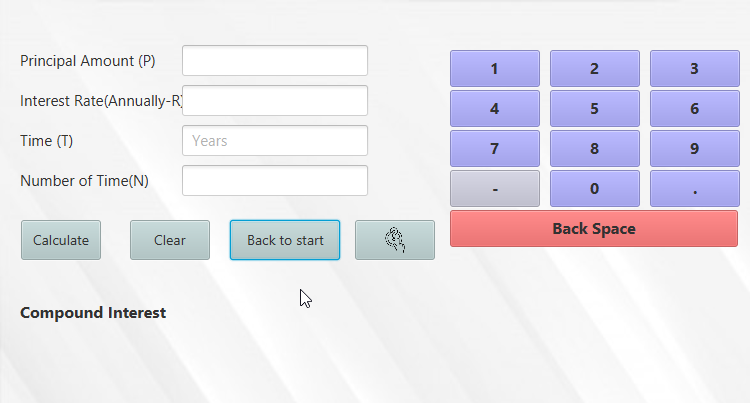 Principal Amount (P)
Interest Rate(Annually-R)
Time (T) Years
Number of Time(N)
Calculate Clear Back to start
Compound Interest
1 2 3
4 5 6
7 8 9
- 0 .
Back Space